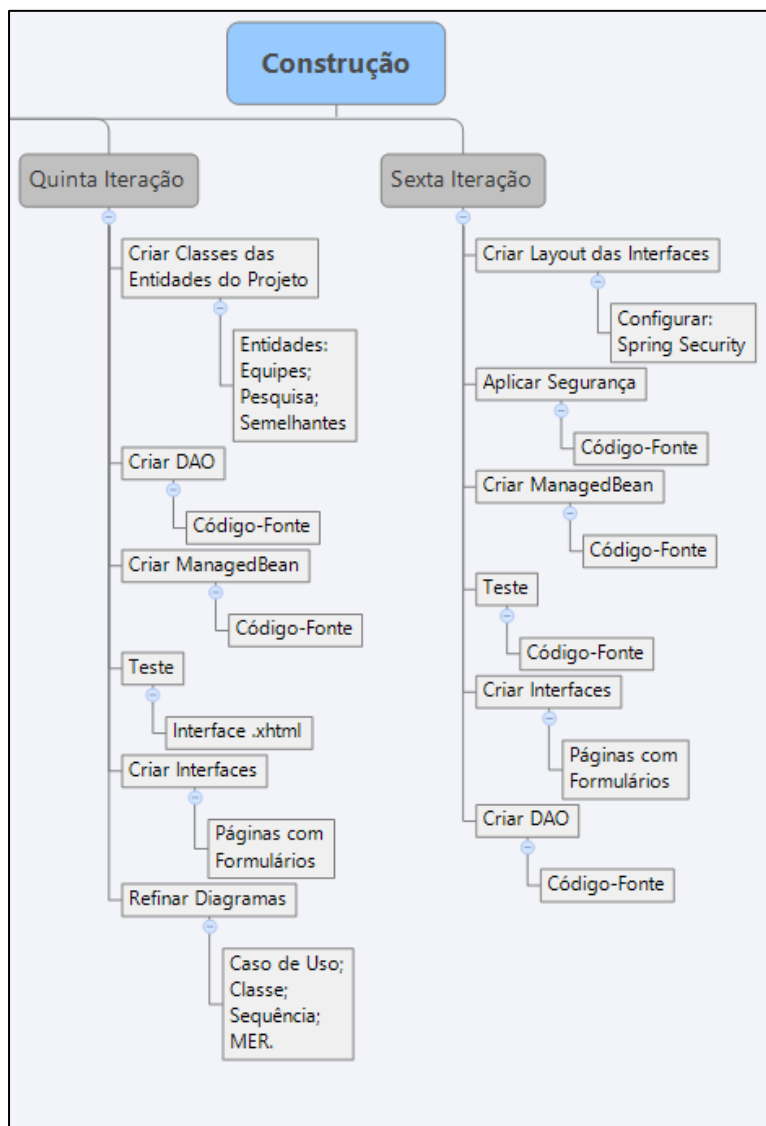 Construção
Quinta Iteração
Criar Classes das
Entidades do Projeto
Entidades:
Equipes;
Pesquisa;
Semelhantes
Criar DAO
Código-Fonte
Criar ManagedBean
Código-Fonte
Teste
Interface .xhtml
Criar Interfaces
Páginas com
Formulários
Refinar Diagramas
Caso de Uso;
Classe;
Sequência;
MER.
Sexta Iteração
Criar Layout das Interfaces
Configurar:
Spring Security
Aplicar Segurança
Código-Fonte
Criar ManagedBean
Código-Fonte
Teste
Código-Fonte
Criar Interfaces
Páginas com
Formulários
Criar DAO
Código-Fonte